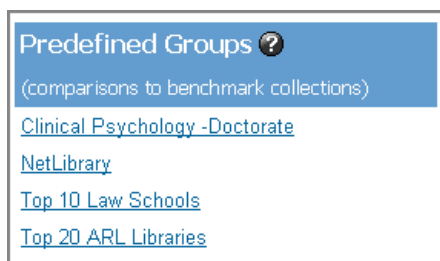 Predefined Groups ?
(comparisons to benchmark collections)
Clinical Psychology -Doctorate
NetLibrary
Top 10 Law Schools
Top 20 ARL Libraries